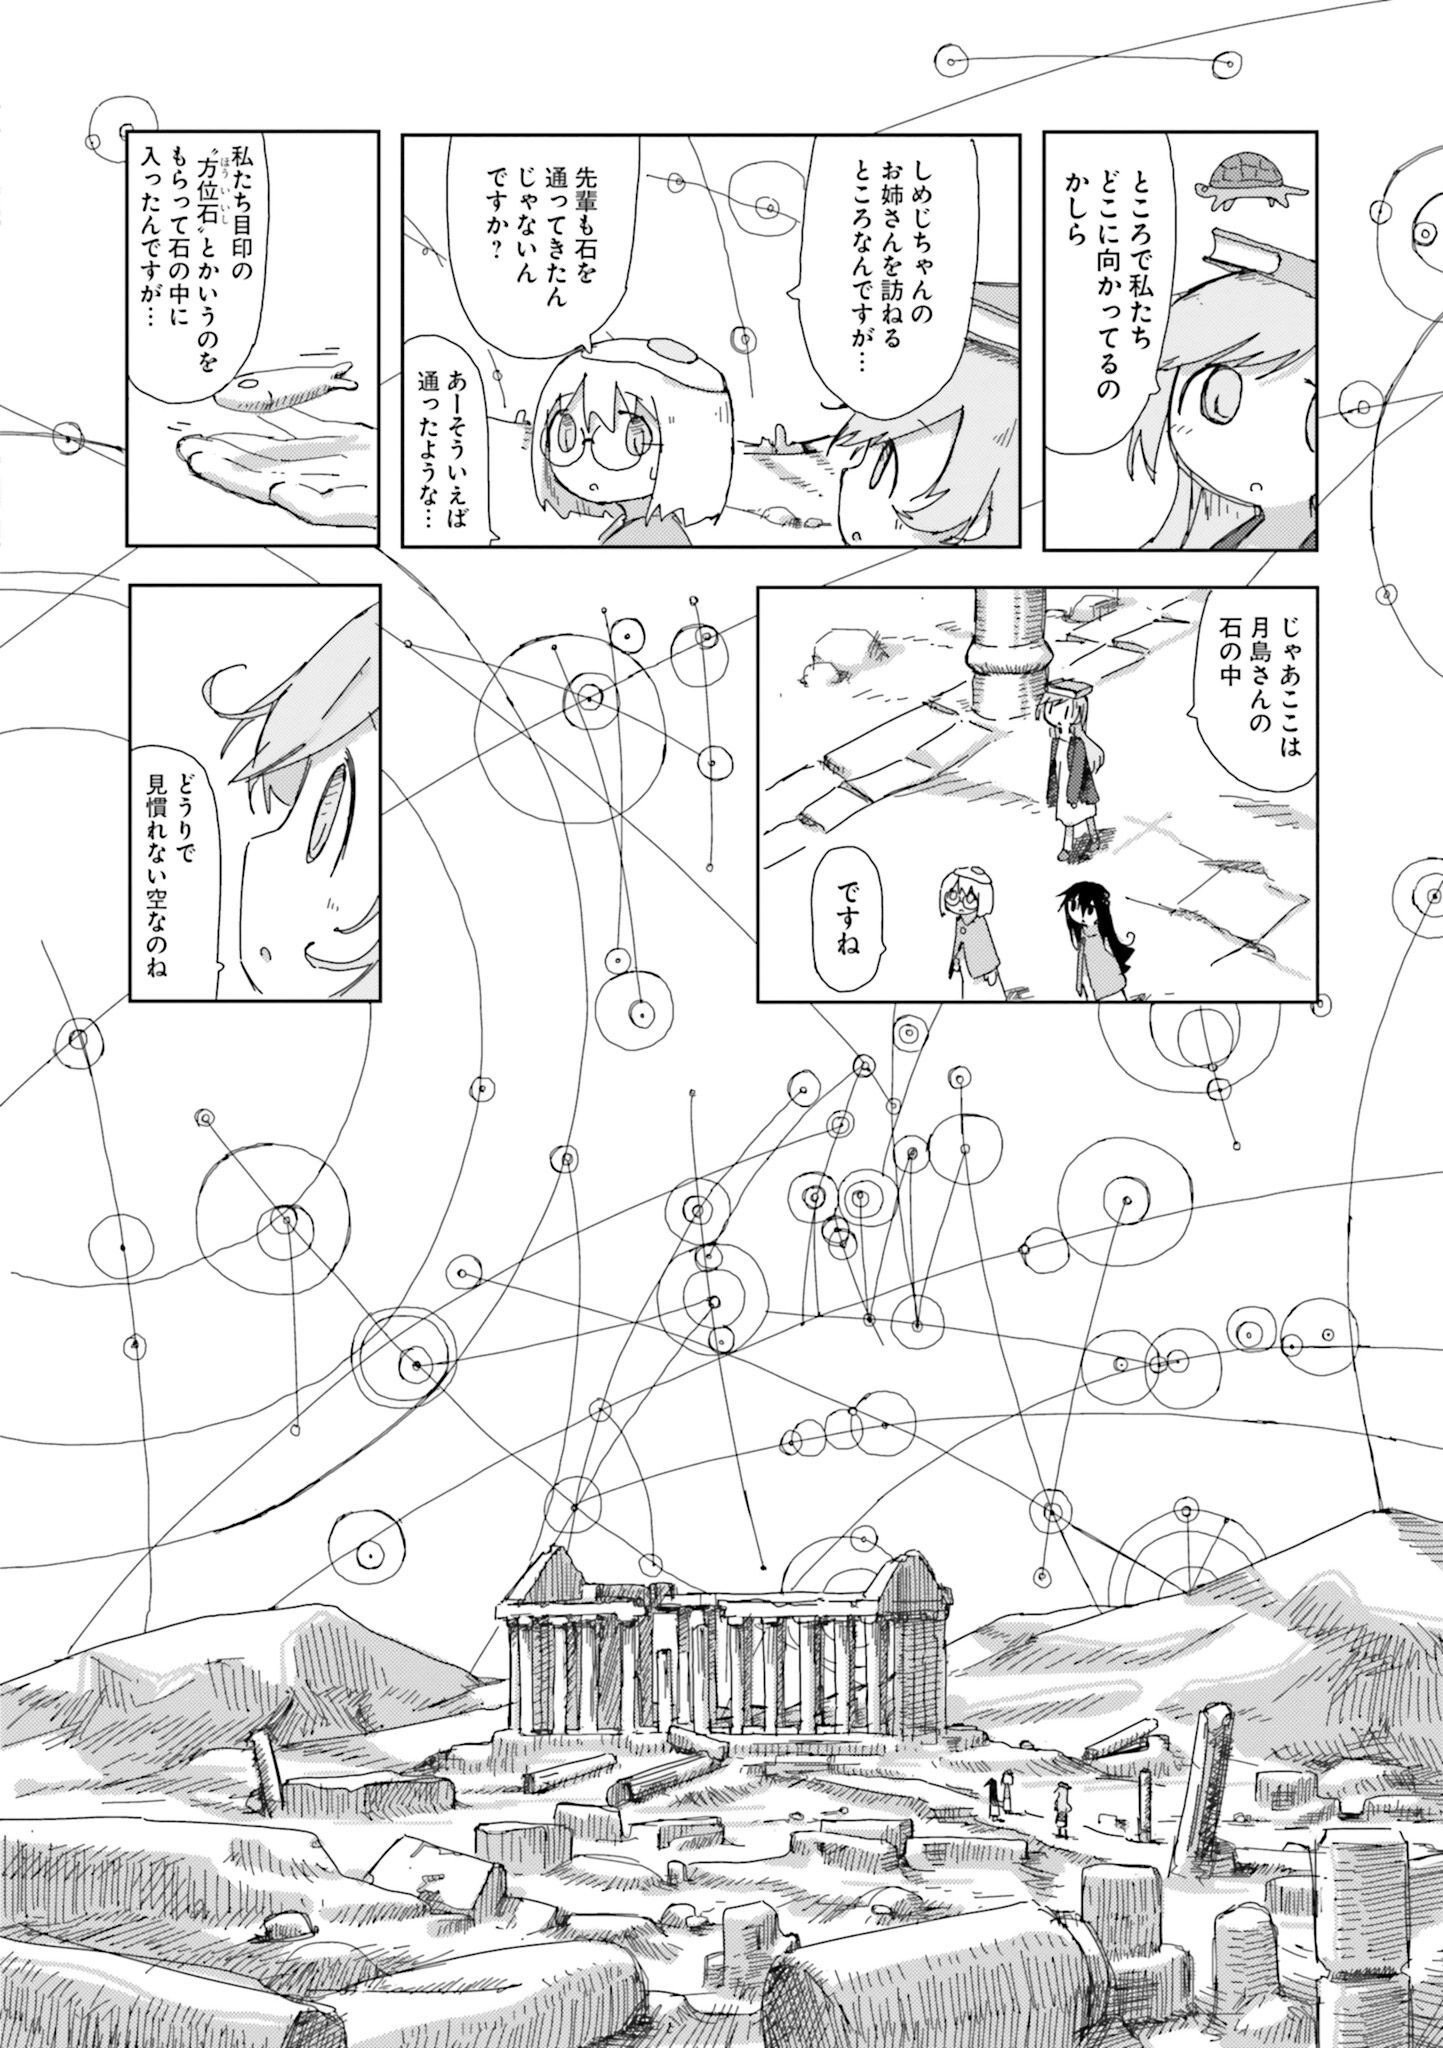 ところで私たち
どこに向かってるの
かしら
しめじちゃんの
お姉さんを訪ねる
ところなんですが…
先輩も石を
通ってきたん
じゃないん
ですか?
あーそういえば
通ったような…
私たち目印の
〝方位石〟とかいうのを
ほういいし
もらって石の中に
入ったんですが…
じゃあここは
月島さんの
石の中
ですね
どうりで
見慣れない空なのね